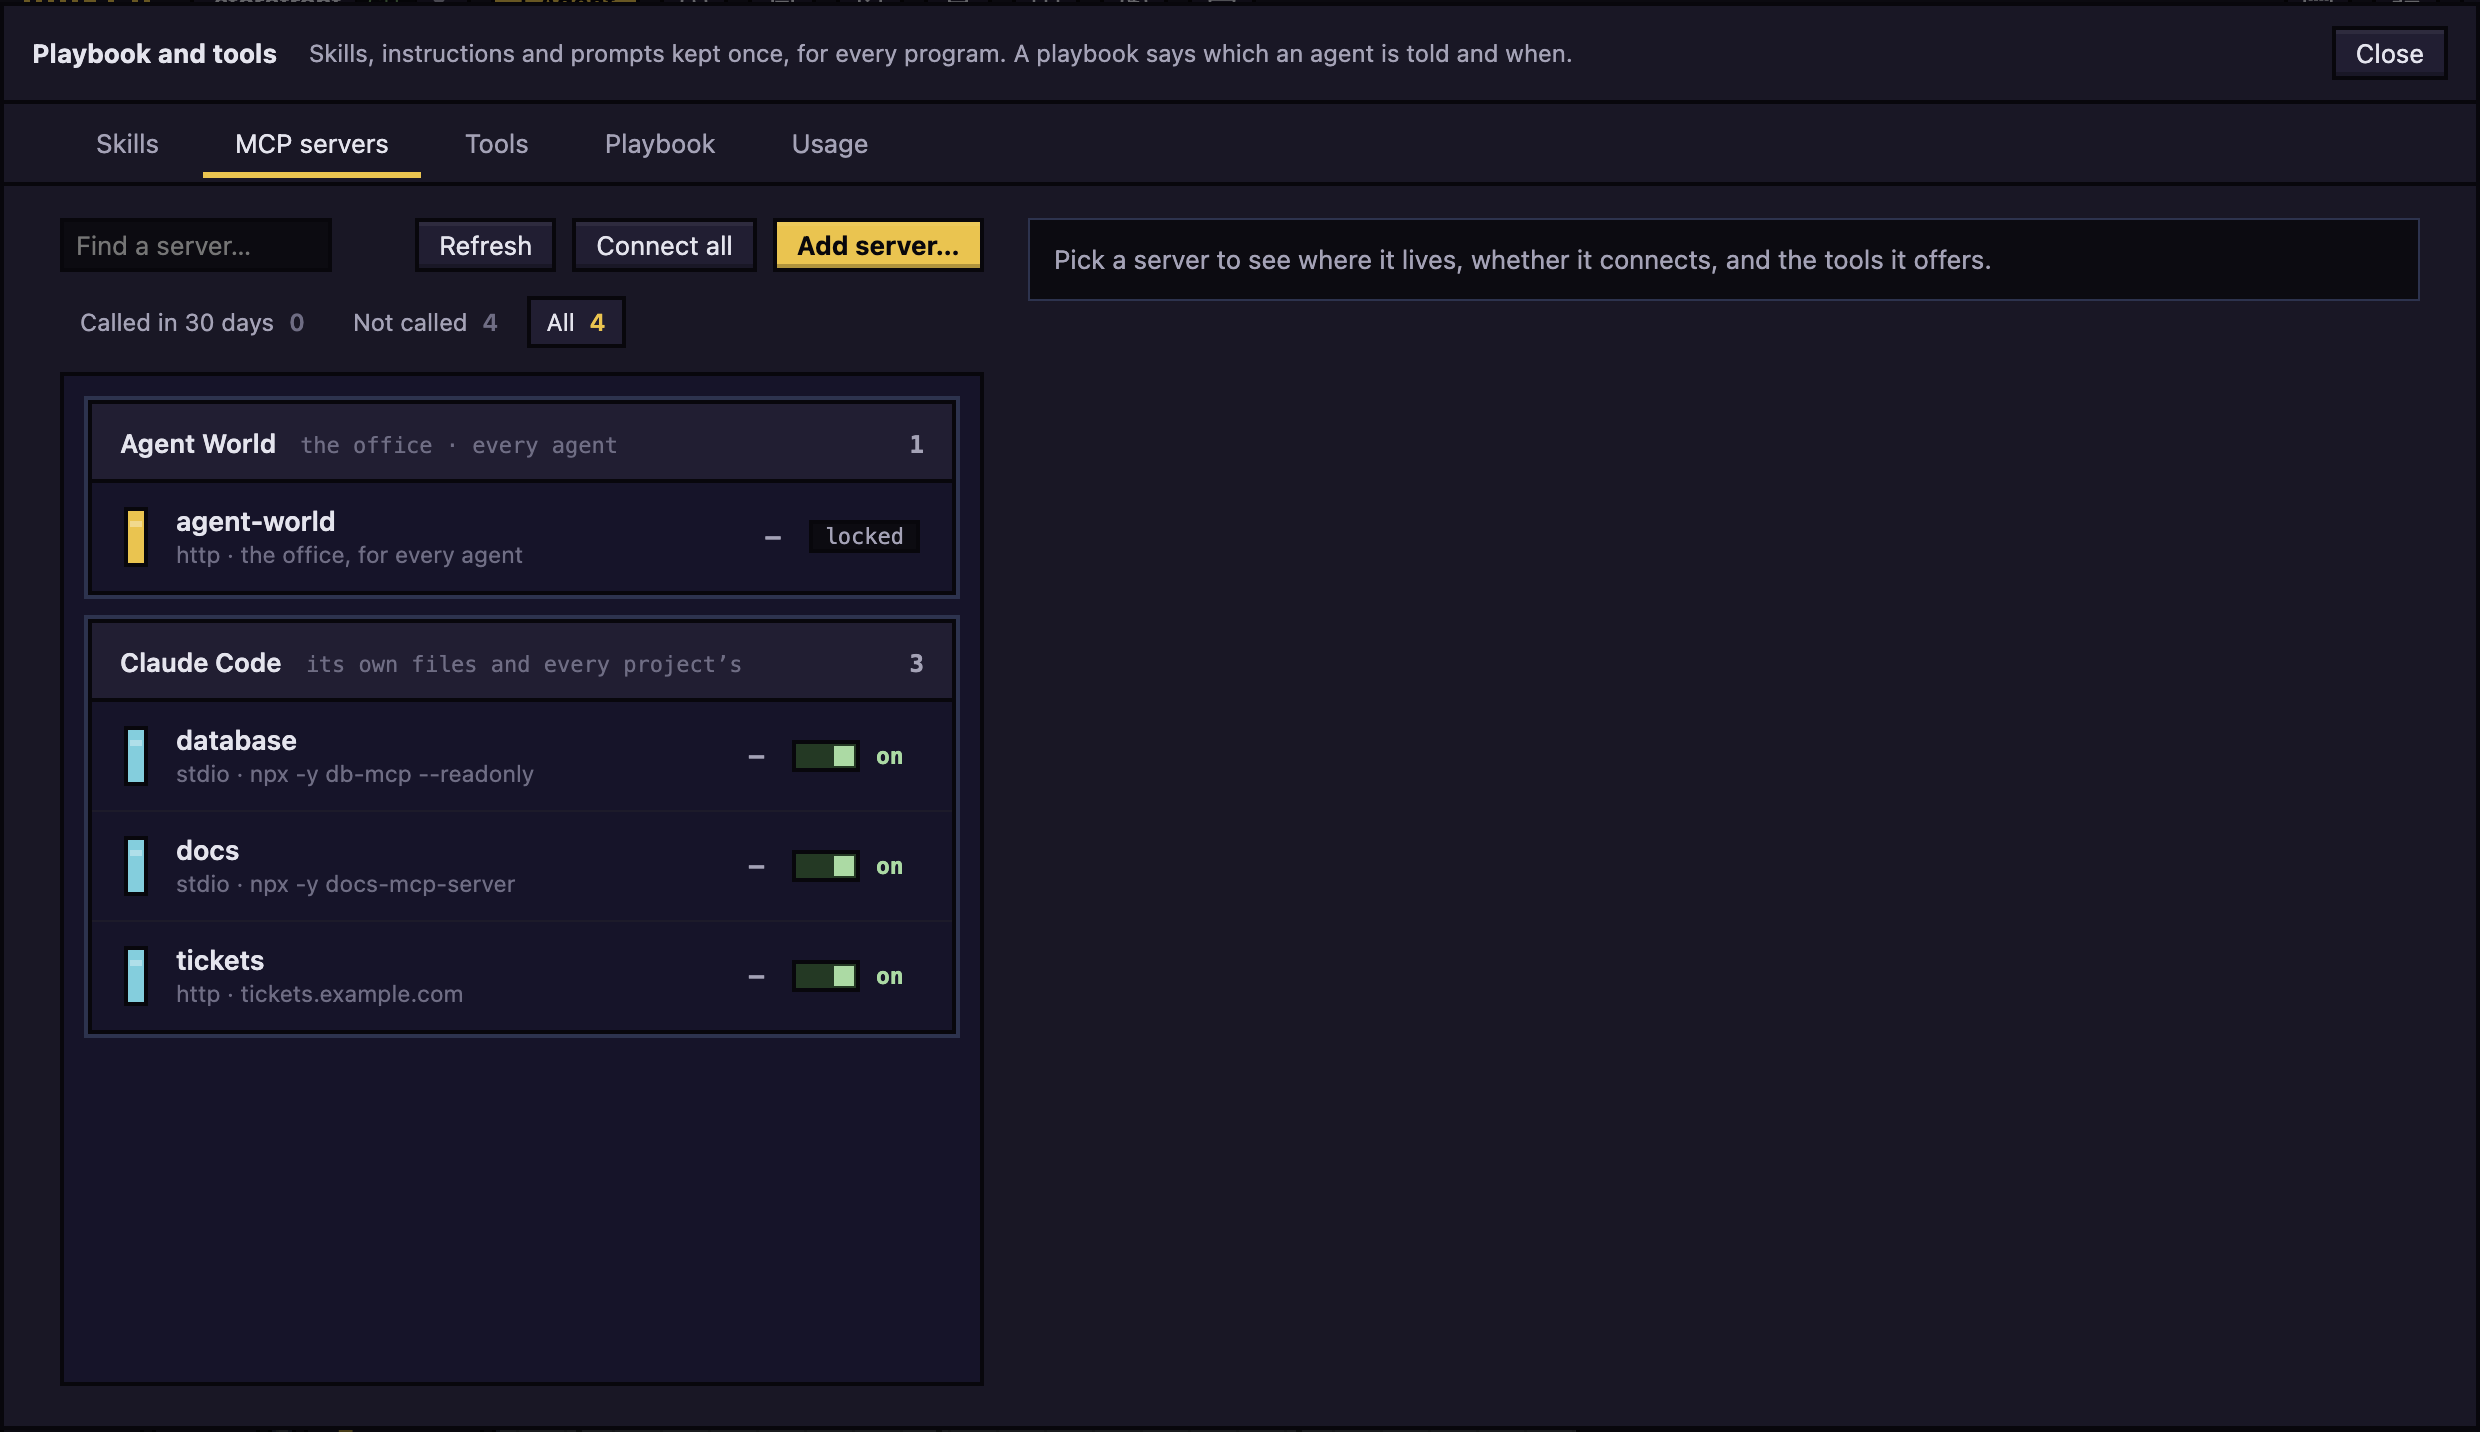 Playbook and tools Skills, instructions and prompts kept once, for every program. A playbook says which an agent is told and when. Close
Skills MCP servers Tools Playbook Usage
Find a server... Refresh Connect all Add server...
Pick a server to see where it lives, whether it connects, and the tools it offers.
Called in 30 days 0 Not called 4 All 4
Agent World the office · every agent 1
agent-world
http · the office, for every agent
– locked
Claude Code its own files and every project’s 3
database
stdio · npx -y db-mcp --readonly
– on
docs
stdio · npx -y docs-mcp-server
– on
tickets
http · tickets.example.com
– on